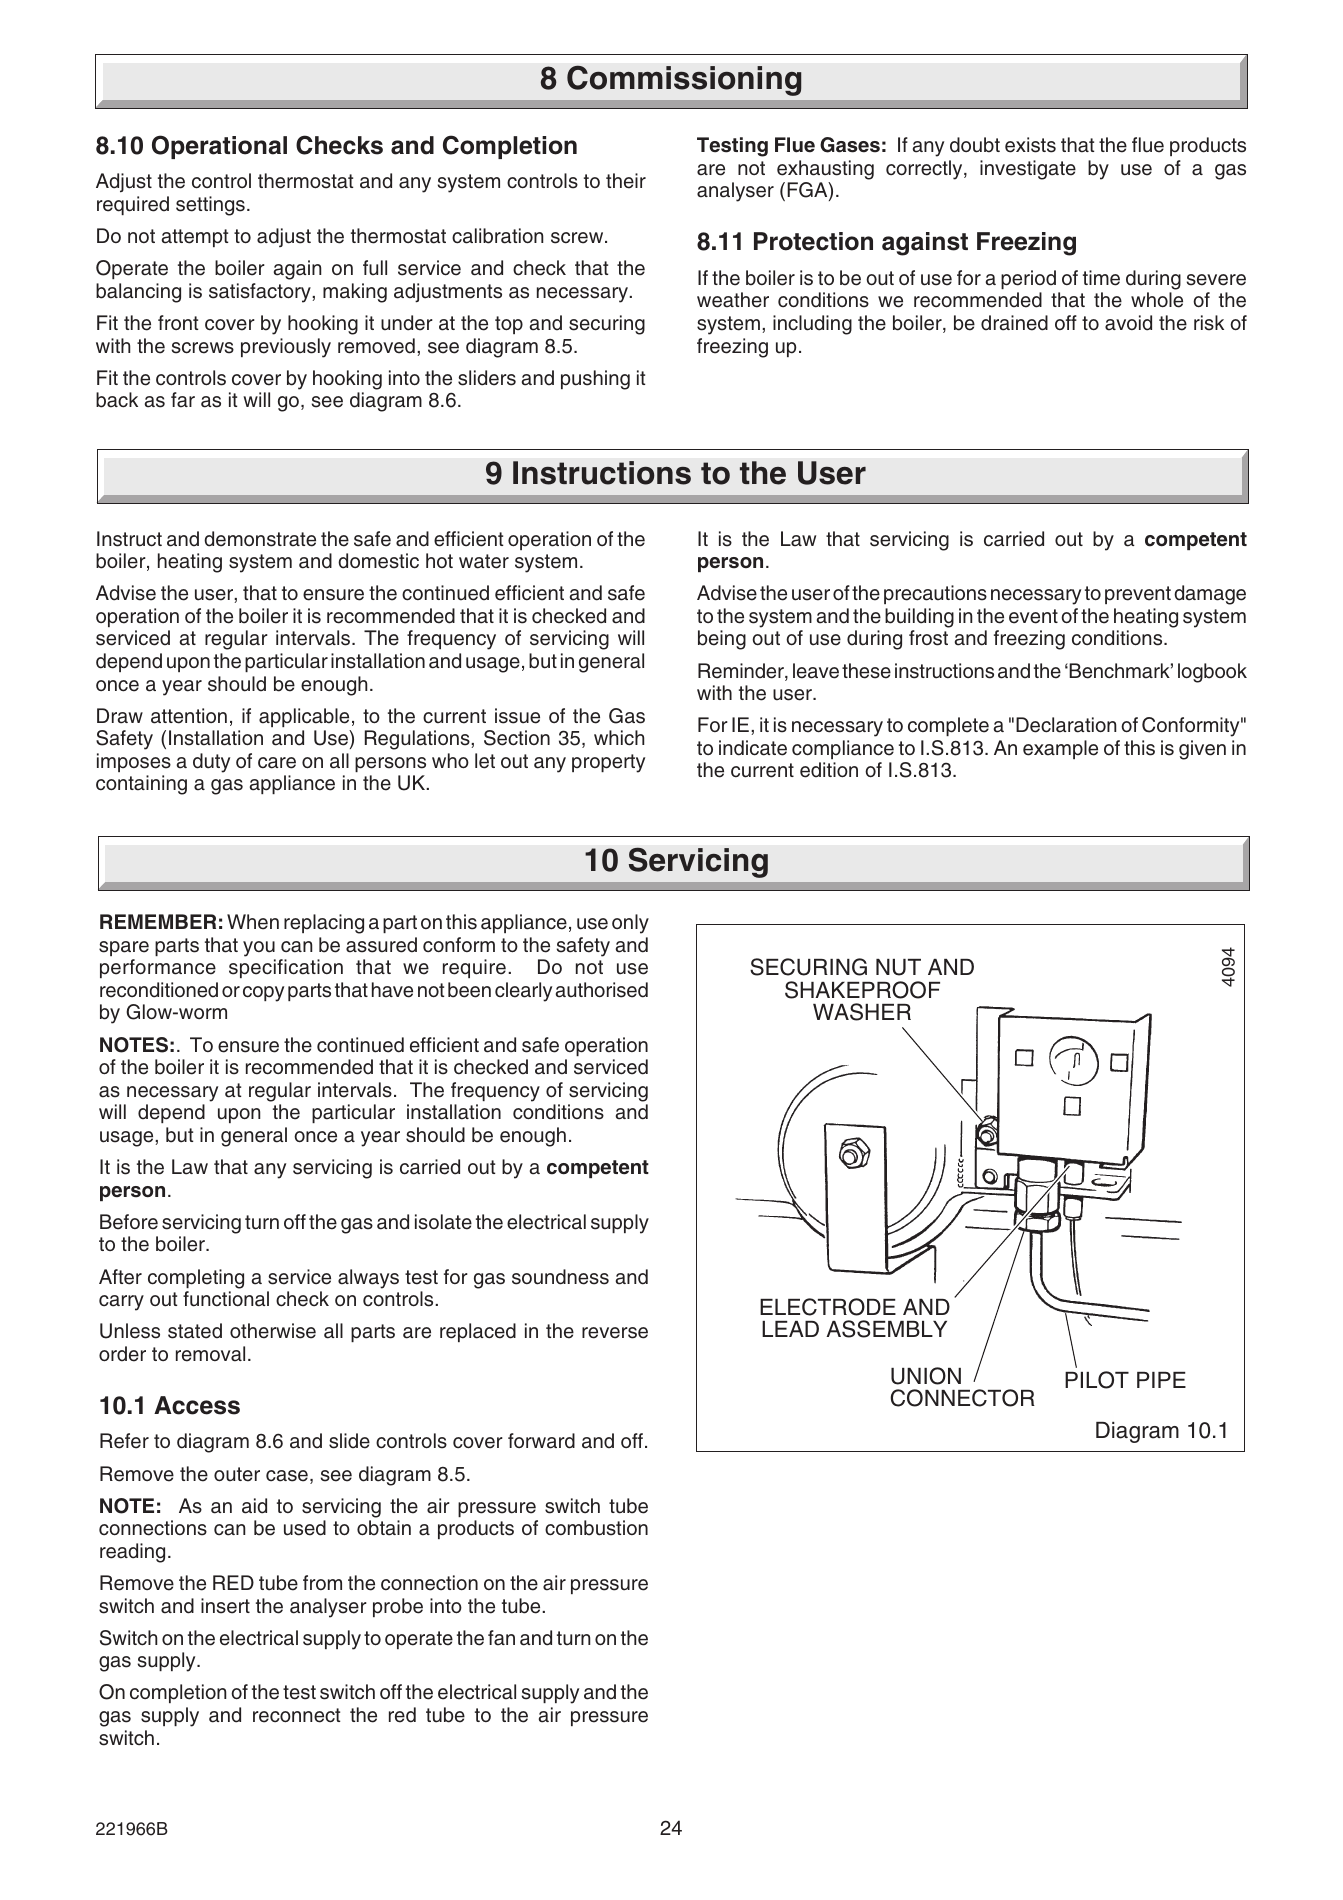 8 Commissioning
8.10 Operational Checks and Completion
Adjust the control thermostat and any system controls to their
required settings.
Do not attempt to adjust the thermostat calibration screw.
Operate the boiler again on full service and check that the
balancing is satisfactory, making adjustments as necessary.
Fit the front cover by hooking it under at the top and securing
with the screws previously removed, see diagram 8.5.
Fit the controls cover by hooking into the sliders and pushing it
back as far as it will go, see diagram 8.6.
Testing Flue Gases: If any doubt exists that the flue products
are not exhausting correctly, investigate by use of a gas
analyser (FGA).
8.11 Protection against Freezing
If the boiler is to be out of use for a period of time during severe
weather conditions we recommended that the whole of the
system, including the boiler, be drained off to avoid the risk of
freezing up.
9 Instructions to the User
Instruct and demonstrate the safe and efficient operation of the
boiler, heating system and domestic hot water system.
Advise the user, that to ensure the continued efficient and safe
operation of the boiler it is recommended that it is checked and
serviced at regular intervals. The frequency of servicing will
depend upon the particular installation and usage, but in general
once a year should be enough.
Draw attention, if applicable, to the current issue of the Gas
Safety (Installation and Use) Regulations, Section 35, which
imposes a duty of care on all persons who let out any property
containing a gas appliance in the UK.
It is the Law that servicing is carried out by a competent
person.
Advise the user of the precautions necessary to prevent damage
to the system and the building in the event of the heating system
being out of use during frost and freezing conditions.
Reminder, leave these instructions and the ‘Benchmark’ logbook
with the user.
For IE, it is necessary to complete a "Declaration of Conformity"
to indicate compliance to I.S.813. An example of this is given in
the current edition of I.S.813.
10 Servicing
REMEMBER: When replacing a part on this appliance, use only
spare parts that you can be assured conform to the safety and
performance specification that we require. Do not use
reconditioned or copy parts that have not been clearly authorised
by Glow-worm
NOTES:. To ensure the continued efficient and safe operation
of the boiler it is recommended that it is checked and serviced
as necessary at regular intervals. The frequency of servicing
will depend upon the particular installation conditions and
usage, but in general once a year should be enough.
It is the Law that any servicing is carried out by a competent
person.
Before servicing turn off the gas and isolate the electrical supply
to the boiler.
After completing a service always test for gas soundness and
carry out functional check on controls.
Unless stated otherwise all parts are replaced in the reverse
order to removal.
10.1 Access
Refer to diagram 8.6 and slide controls cover forward and off.
Remove the outer case, see diagram 8.5.
NOTE: As an aid to servicing the air pressure switch tube
connections can be used to obtain a products of combustion
reading.
Remove the RED tube from the connection on the air pressure
switch and insert the analyser probe into the tube.
Switch on the electrical supply to operate the fan and turn on the
gas supply.
On completion of the test switch off the electrical supply and the
gas supply and reconnect the red tube to the air pressure
switch.
4094
SECURING NUT AND
SHAKEPROOF
WASHER
ELECTRODE AND
LEAD ASSEMBLY
UNION
CONNECTOR
PILOT PIPE
Diagram 10.1
221966B
24